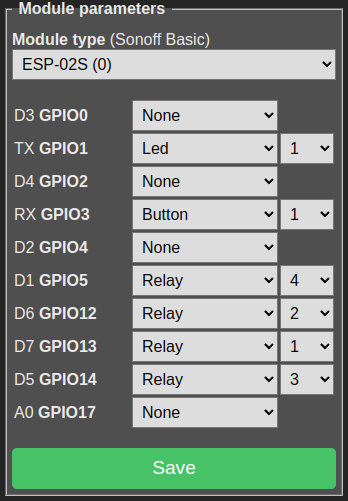 Module parameters
Module type (Sonoff Basic)
ESP-02S (0)
D3 GPIO0 None
TX GPIO1 Led 1
D4 GPIO2 None
RX GPIO3 Button 1
D2 GPIO4 None
D1 GPIO5 Relay 4
D6 GPIO12 Relay 2
D7 GPIO13 Relay 1
D5 GPIO14 Relay 3
A0 GPIO17 None
Save